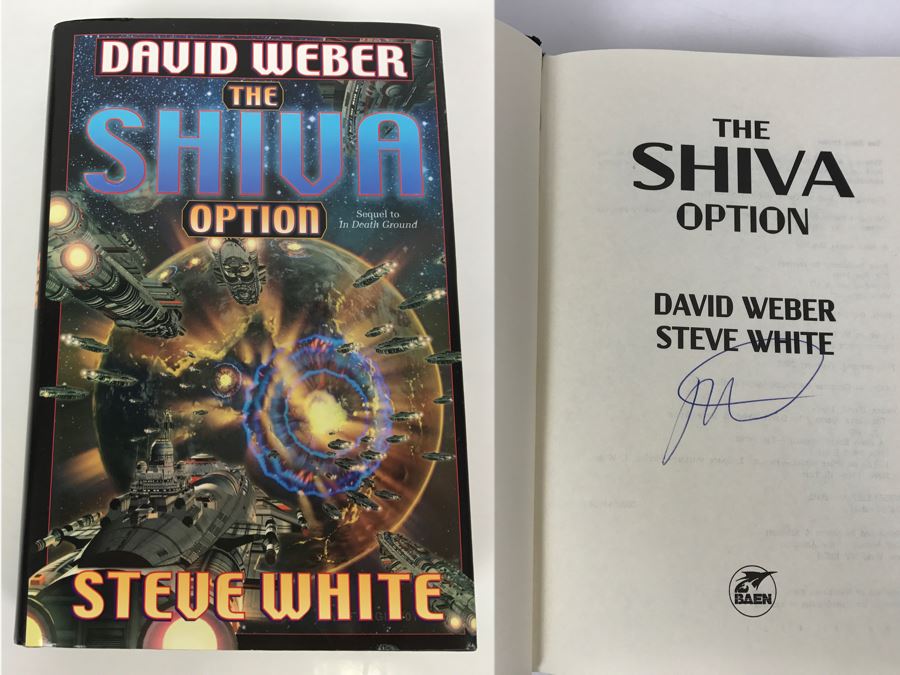 DAVID WEBER
THE
SHIVA
OPTION
Sequel to
In Death Ground
STEVE WHITE
THE
SHIVA
OPTION
DAVID WEBER
STEVE WHITE
BAEN